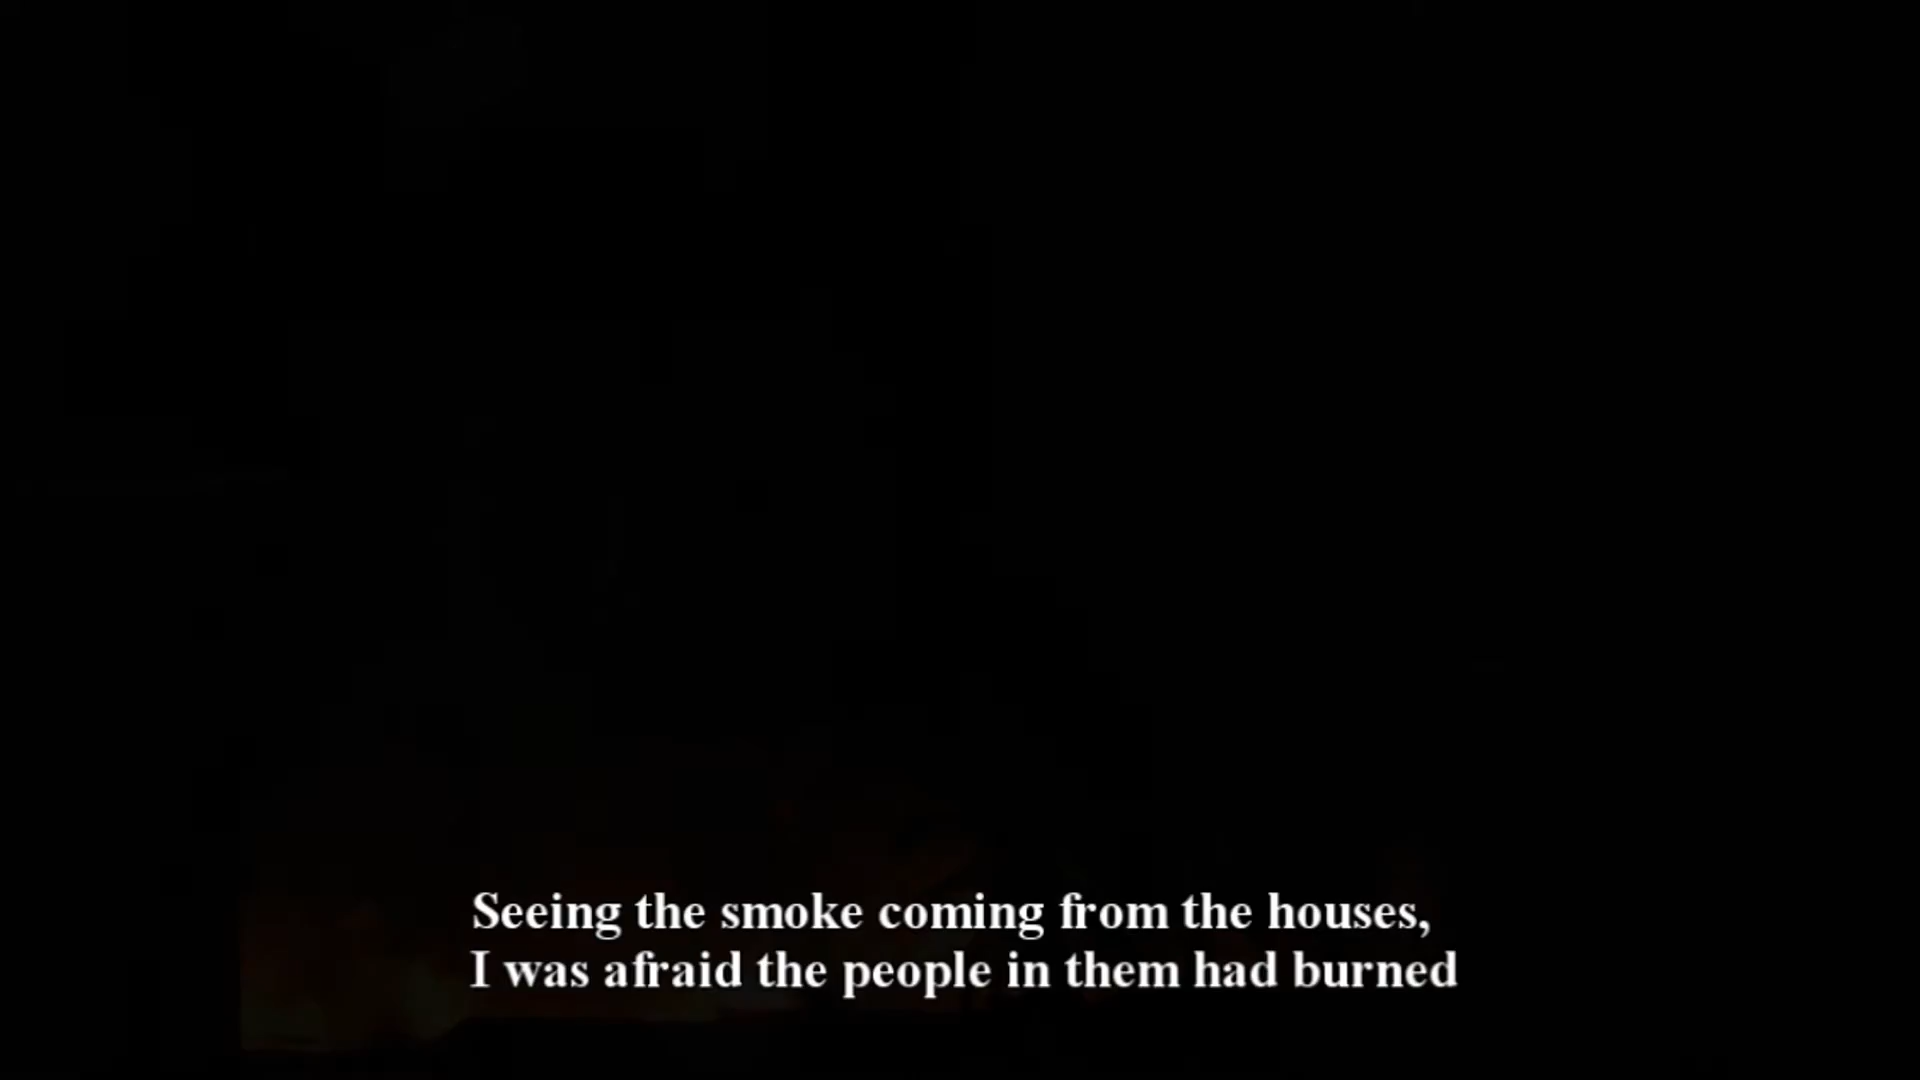 Seeing the smoke coming from the houses,
I was afraid the people in them had burned